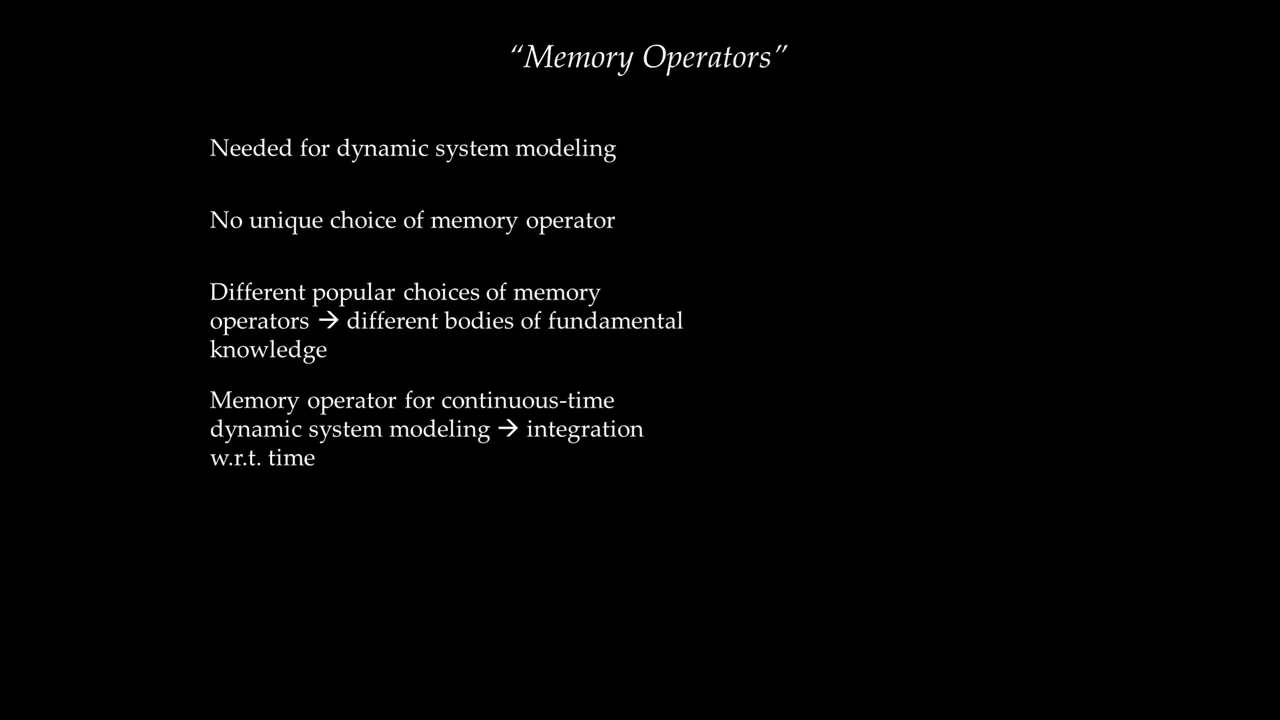 “Memory Operators”
Needed for dynamic system modeling
No unique choice of memory operator
Different popular choices of memory
operators → different bodies of fundamental
knowledge
Memory operator for continuous-time
dynamic system modeling → integration
w.r.t. time